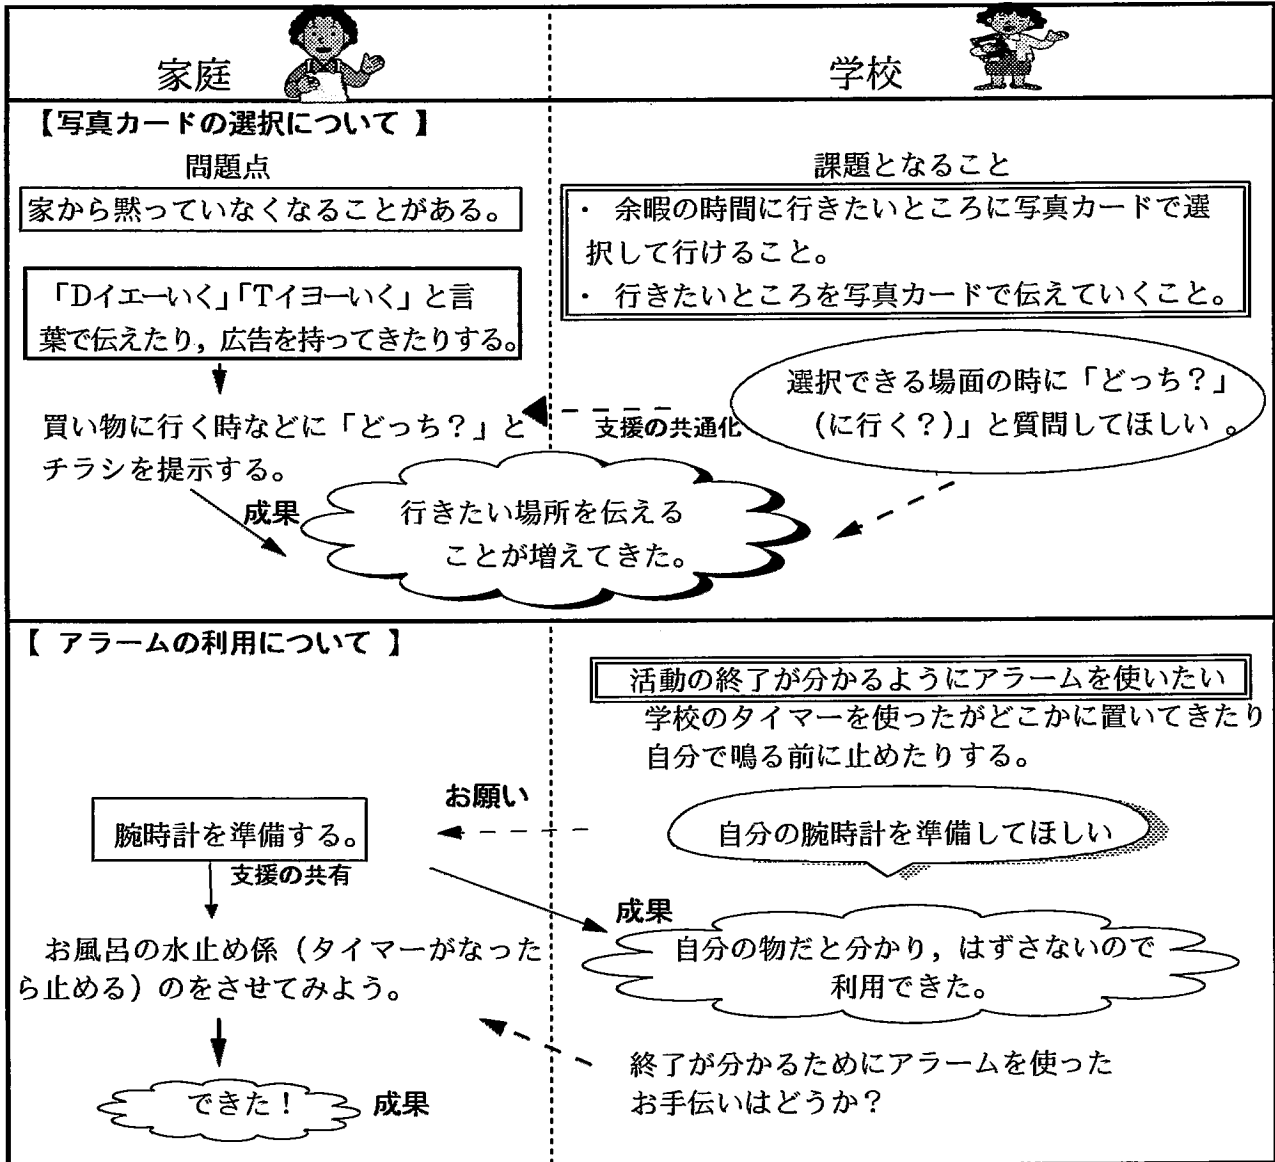 家庭
学校
【写真カードの選択について 】
問題点
家から黙っていなくなることがある。
「Dイエーいく」「Tイヨーいく」と言
葉で伝えたり，広告を持ってきたりする。
買い物に行く時などに「どっち？」と
チラシを提示する。
課題となること
・ 余暇の時間に行きたいところに写真カードで選
択して行けること。
・ 行きたいところを写真カードで伝えていくこと。
選択できる場面の時に「どっち？」
(に行く？)」と質問してほしい 。
支援の共通化
成果
行きたい場所を伝える
ことが増えてきた。
【 アラームの利用について 】
活動の終了が分かるようにアラームを使いたい
学校のタイマーを使ったがどこかに置いてきたり
自分で鳴る前に止めたりする。
お願い
自分の腕時計を準備してほしい
腕時計を準備する。
支援の共有
成果
自分の物だと分かり，はずさないので
利用できた。
お風呂の水止め係（タイマーがなった
ら止める）のをさせてみよう。
終了が分かるためにアラームを使った
お手伝いはどうか？
できた！
成果